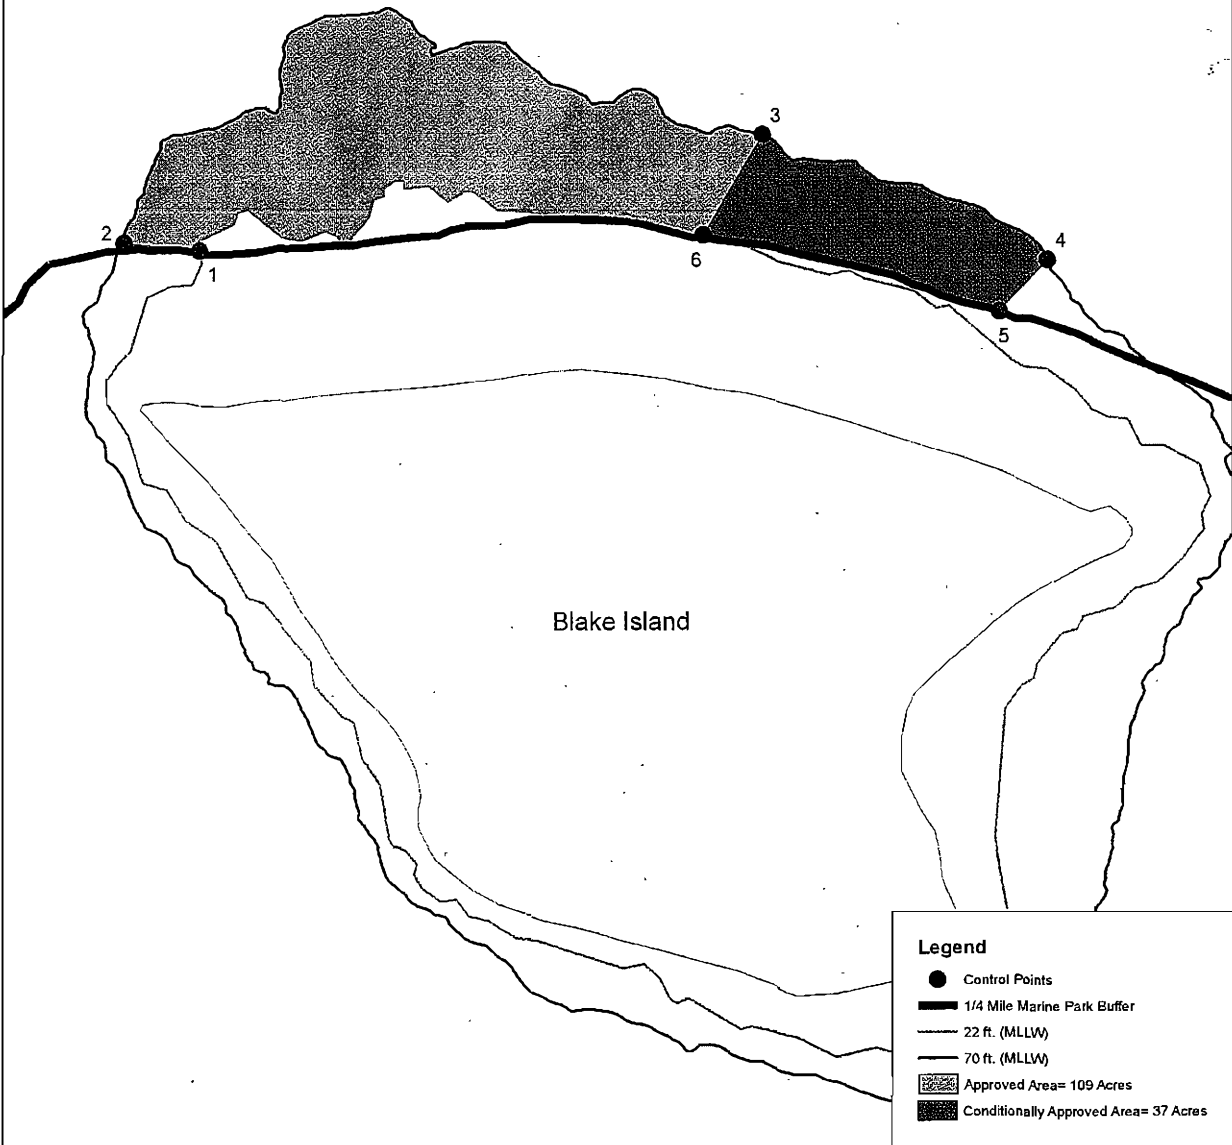 3
2
4
1
6
5
Blake Island
Legend
Control Points
1/4 Mile Marine Park Buffer
22 ft. (MLLW)
70 ft. (MLLW)
Approved Area= 109 Acres
Conditionally Approved Area= 37 Acres